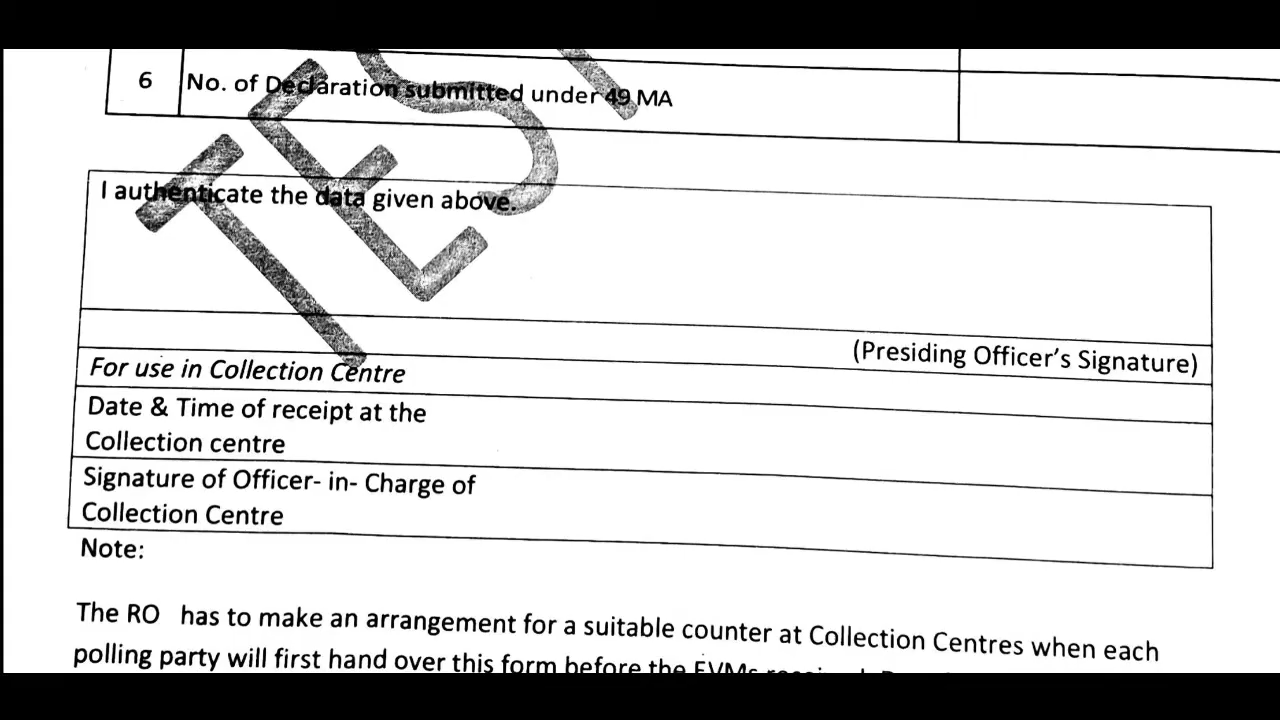 6 No. of Declaration submitted under 49 MA
TEST
I authenticate the data given above.
(Presiding Officer's Signature)
For use in Collection Centre
Date & Time of receipt at the
Collection centre
Signature of Officer- in- Charge of
Collection Centre
Note:
The RO has to make an arrangement for a suitable counter at Collection Centres when each
polling party will first hand over this form before the EVMs